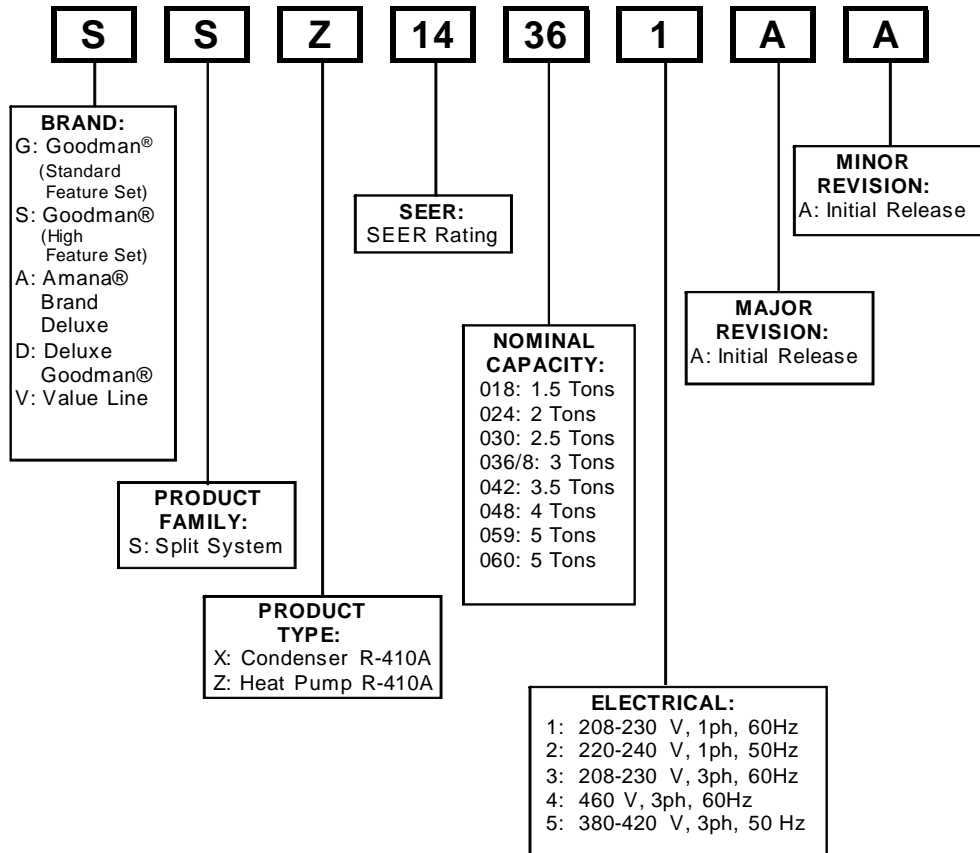 S S Z 14 36 1 A A
BRAND:
G: Goodman®
(Standard
Feature Set)
S: Goodman®
(High
Feature Set)
A: Amana®
Brand
Deluxe
D: Deluxe
Goodman®
V: Value Line
PRODUCT
FAMILY:
S: Split System
PRODUCT
TYPE:
X: Condenser R-410A
Z: Heat Pump R-410A
SEER:
SEER Rating
NOMINAL
CAPACITY:
018: 1.5 Tons
024: 2 Tons
030: 2.5 Tons
036/8: 3 Tons
042: 3.5 Tons
048: 4 Tons
059: 5 Tons
060: 5 Tons
ELECTRICAL:
1: 208-230 V, 1ph, 60Hz
2: 220-240 V, 1ph, 50Hz
3: 208-230 V, 3ph, 60Hz
4: 460 V, 3ph, 60Hz
5: 380-420 V, 3ph, 50 Hz
MAJOR
REVISION:
A: Initial Release
MINOR
REVISION:
A: Initial Release